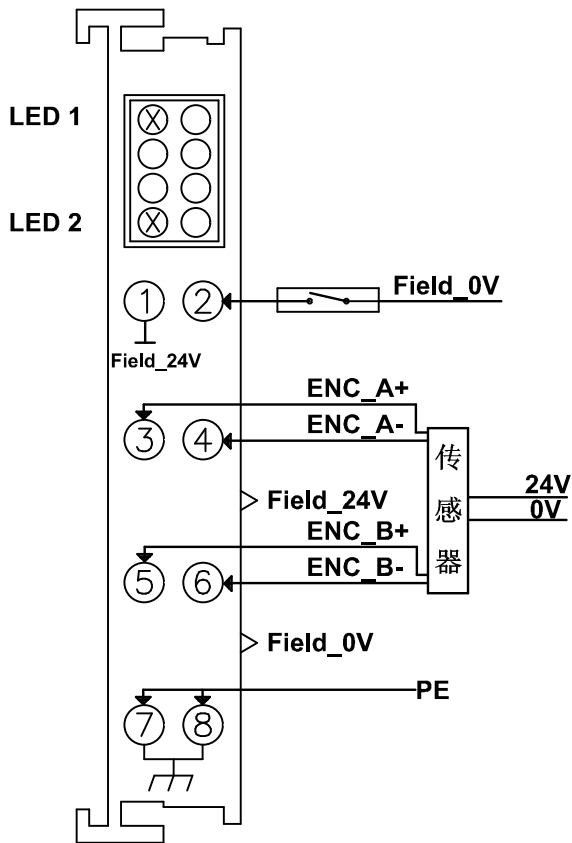 LED 1
LED 2
1
2
Field_0V
Field_24V
ENC_A+
3
4
ENC_A-
传感器
24V
0V
Field_24V
ENC_B+
5
6
ENC_B-
Field_0V
PE
7
8